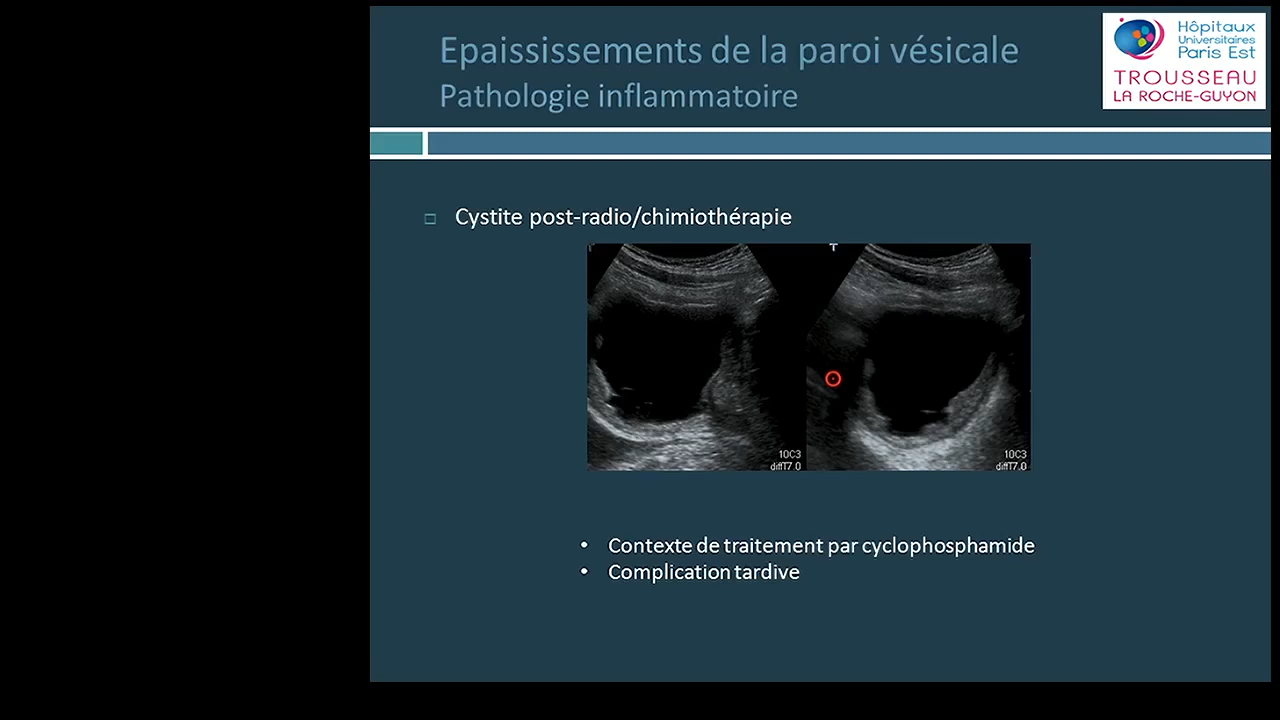 Epaississements de la paroi vésicale
Pathologie inflammatoire
Hôpitaux
Universitaires
Paris Est
TROUSSEAU
LA ROCHE-GUYON
Cystite post-radio/chimiothérapie
T
10C3
diffT7.0
10C3
diffT7.0
• Contexte de traitement par cyclophosphamide
• Complication tardive